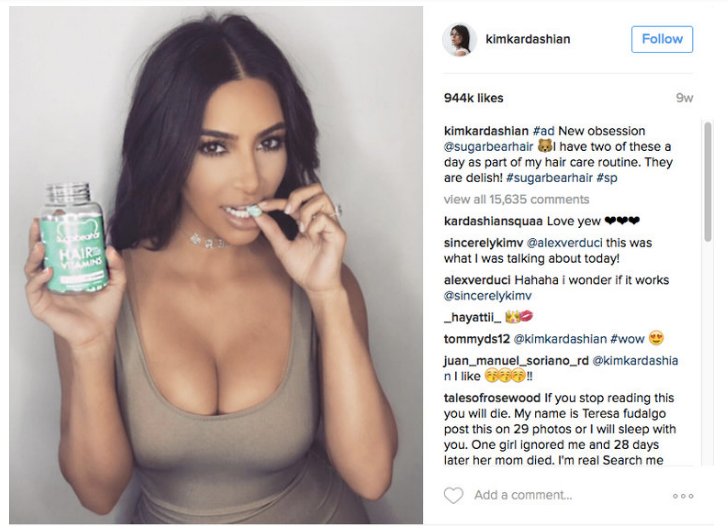 Sugarbearhair
HAIR
VITAMINS
kimkardashian
Follow
944k likes
9w
kimkardashian #ad New obsession
@sugarbearhair 🐻I have two of these a
day as part of my hair care routine. They
are delish! #sugarbearhair #sp
view all 15,635 comments
kardashiansquaa Love yew ❤❤❤
sincerelykimv @alexverduci this was
what I was talking about today!
alexverduci Hahaha i wonder if it works
@sincerelykimv
_hayattii_ 👑💋
tommyds12 @kimkardashian #wow 😍
juan_manuel_soriano_rd @kimkardashia
n I like 😚😚😚!!
talesofrosewood If you stop reading this
you will die. My name is Teresa fudalgo
post this on 29 photos or I will sleep with
you. One girl ignored me and 28 days
later her mom died. I'm real Search me
Add a comment...